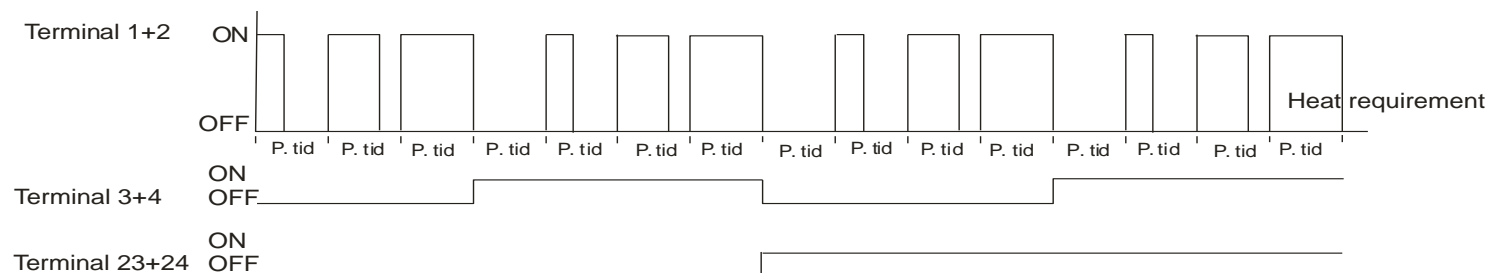 Terminal 1+2 ON
Heat requirement
OFF
P. tid P. tid P. tid P. tid P. tid P. tid P. tid P. tid P. tid P. tid P. tid P. tid P. tid P. tid P. tid
ON
Terminal 3+4 OFF
ON
Terminal 23+24 OFF